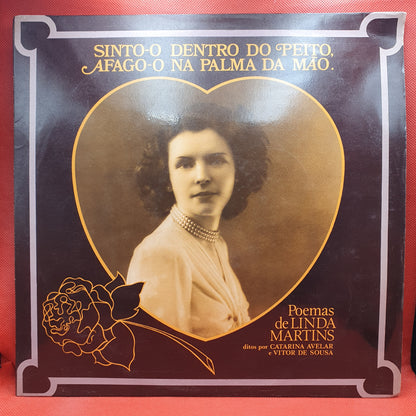 SINTO-O DENTRO DO PEITO,
AFAGO-O NA PALMA DA MÃO.
Poemas
de LINDA
MARTINS
ditos por CATARINA AVELAR
e VITOR DE SOUSA